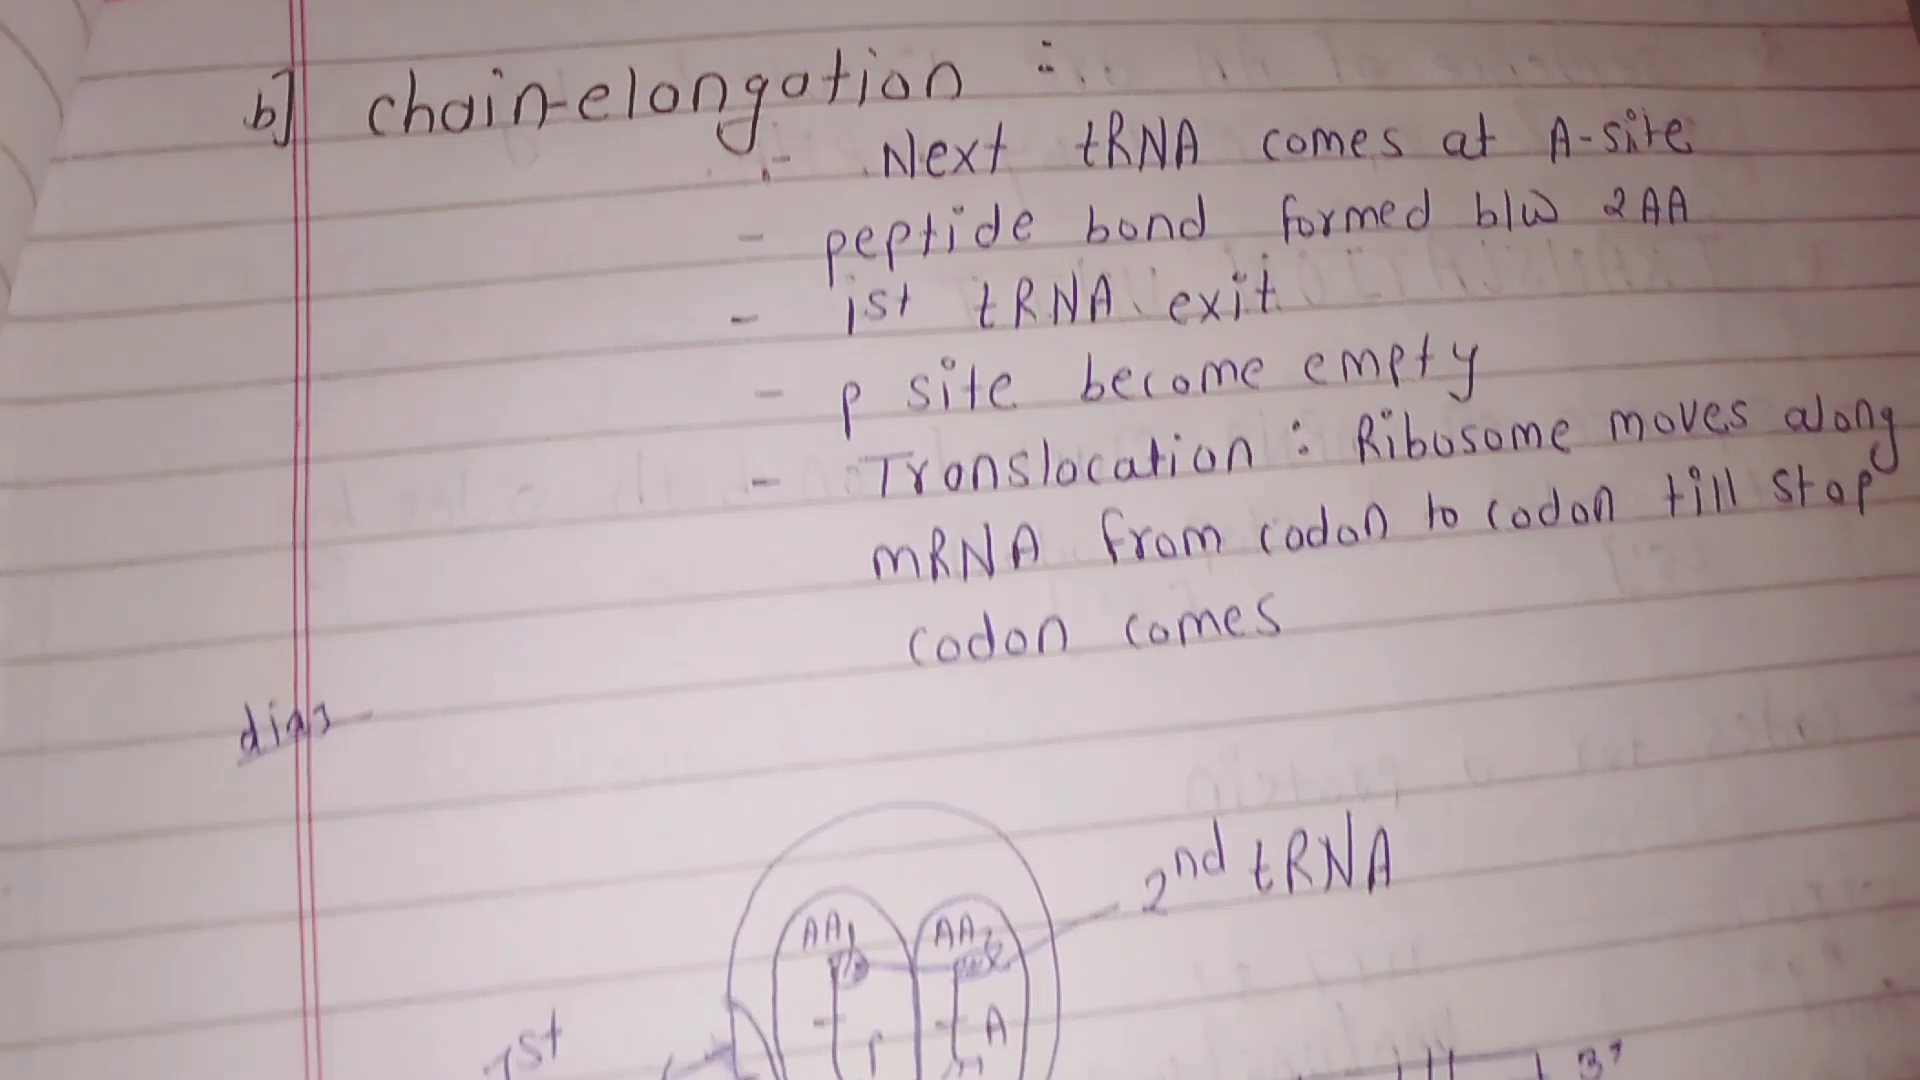 b] chain-elongation :
- Next tRNA comes at A-site
- peptide bond formed b/w 2AA
- 1st tRNA exit
- p site become empty
- Translocation : Ribosome moves along
mRNA from codon to codon till stop
codon comes
2nd tRNA
AA1 AA2
1st
P A
3'